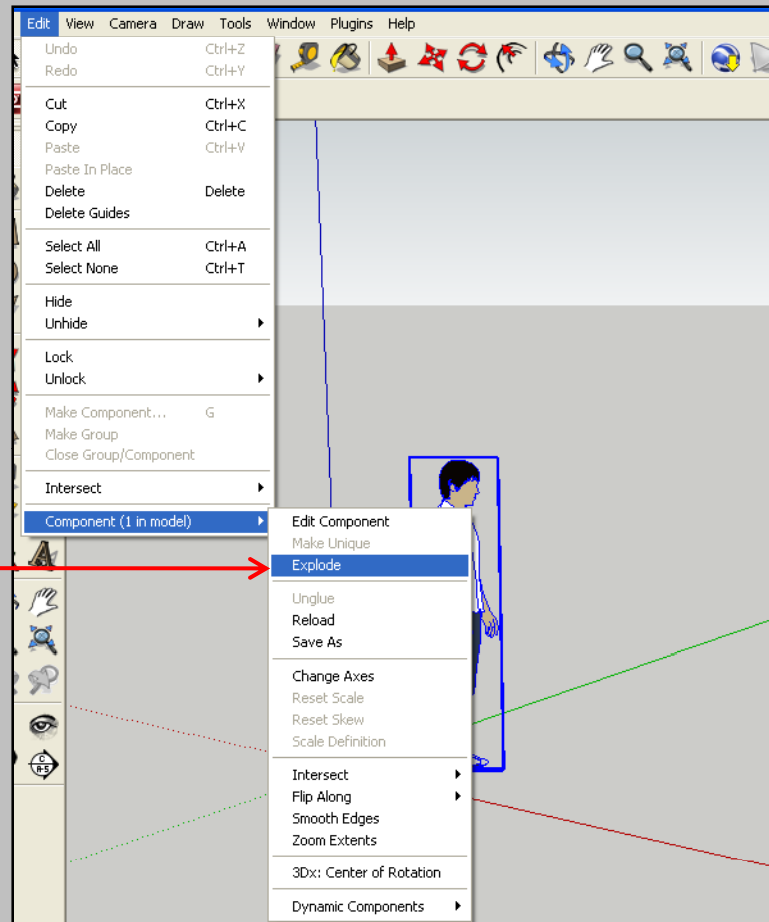 Edit View Camera Draw Tools Window Plugins Help
Undo Ctrl+Z
Redo Ctrl+Y
Cut Ctrl+X
Copy Ctrl+C
Paste Ctrl+V
Paste In Place
Delete Delete
Delete Guides
Select All Ctrl+A
Select None Ctrl+T
Hide
Unhide
Lock
Unlock
Make Component... G
Make Group
Close Group/Component
Intersect
Component (1 in model)
Edit Component
Make Unique
Explode
Unglue
Reload
Save As
Change Axes
Reset Scale
Reset Skew
Scale Definition
Intersect
Flip Along
Smooth Edges
Zoom Extents
3Dx: Center of Rotation
Dynamic Components